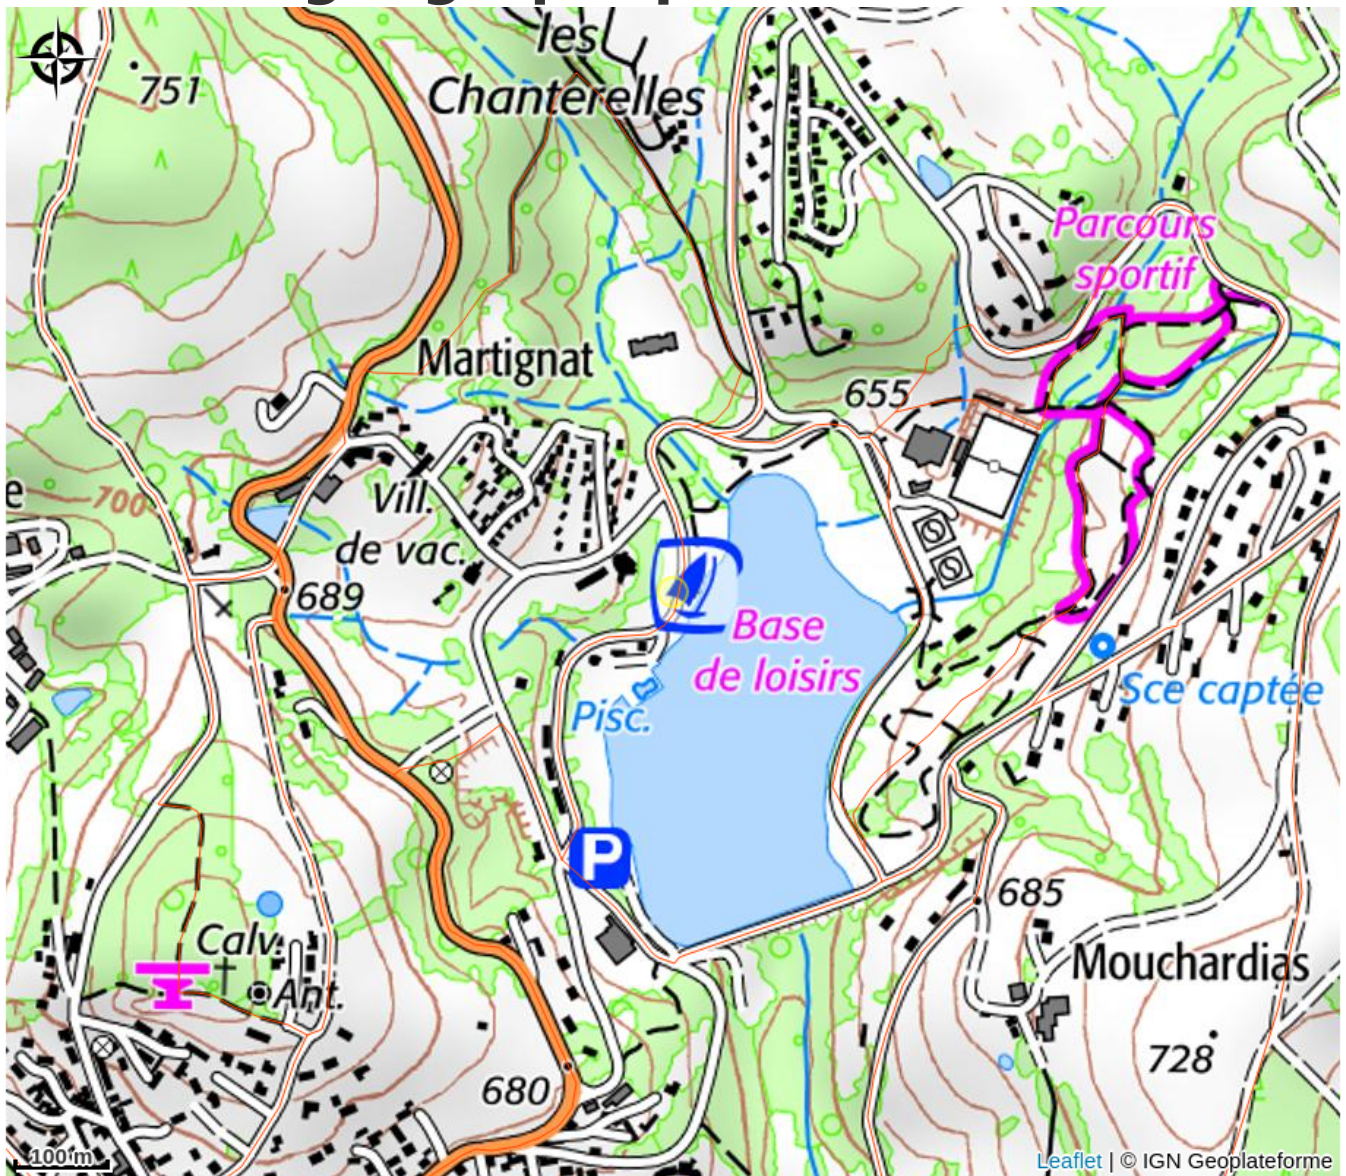 les
Chanterelles
751
Parcours
sportif
Martignat
655
e
700
Vill.
de vac.
689
Base
de loisirs
Sce captée
Pisc.
P
685
Calv.
Mouchardias
Ant.
728
680
100 m
Leaflet | © IGN Geoplateforme